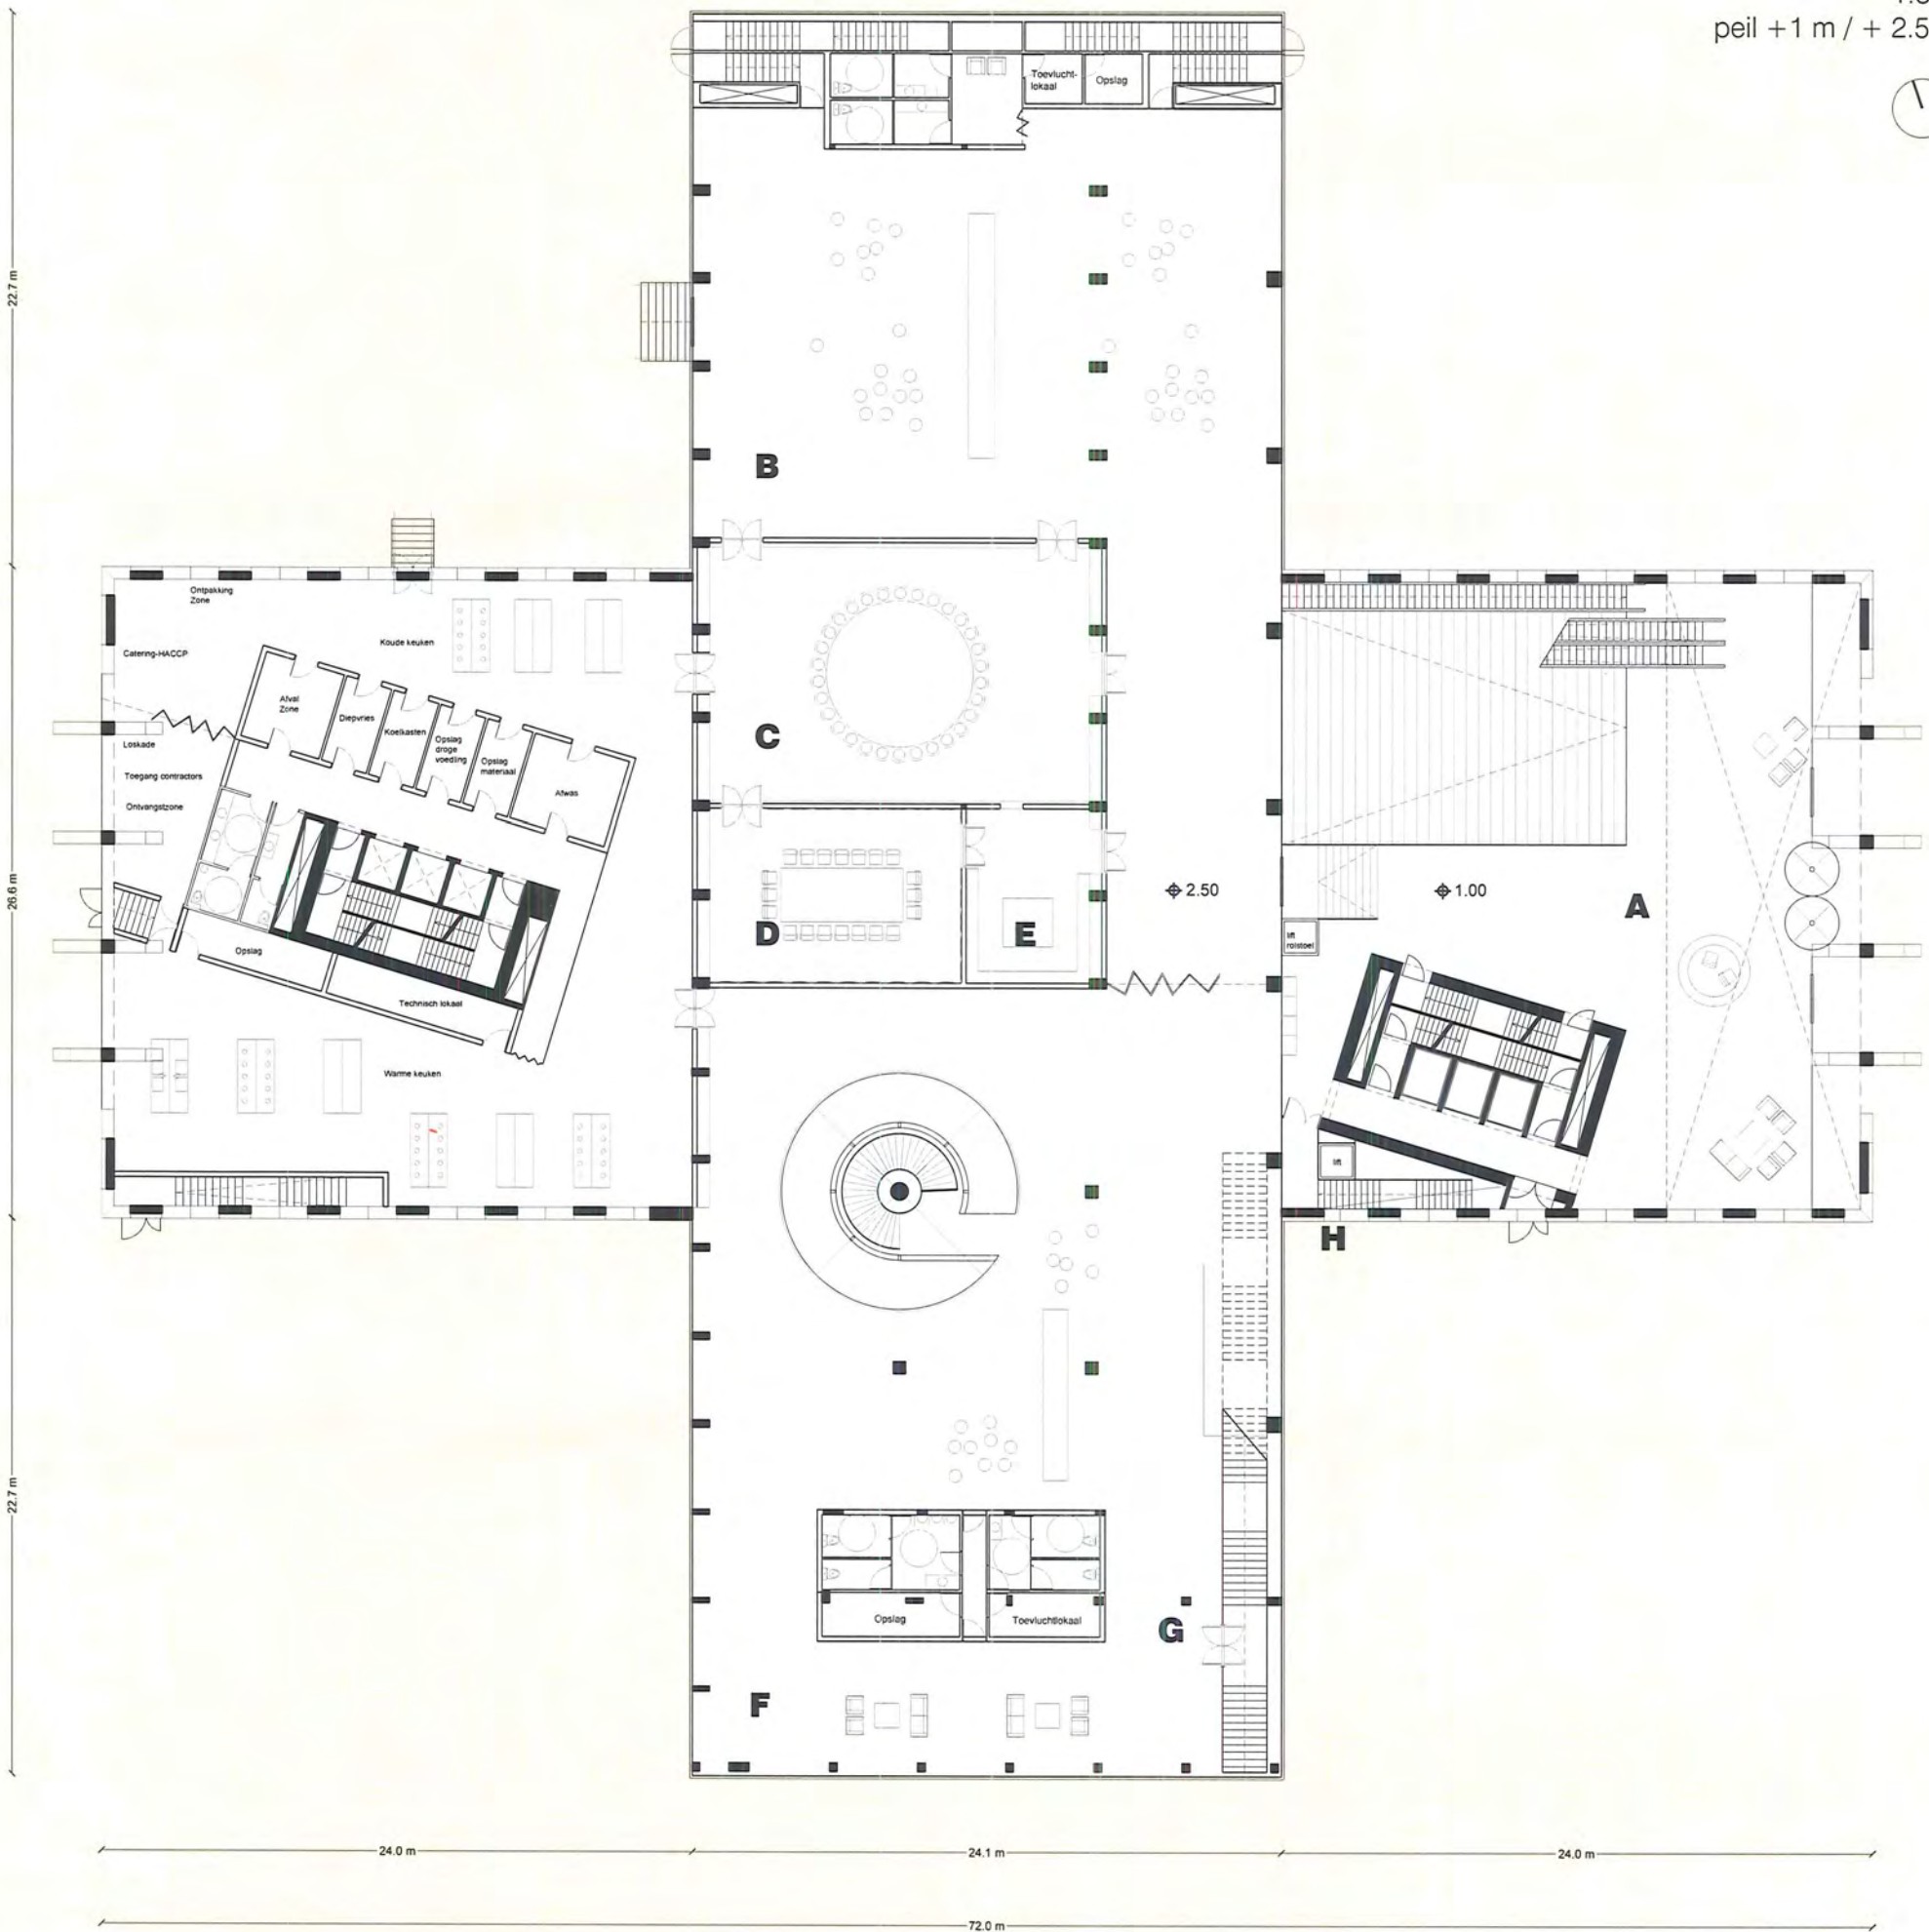 peil +1 m / + 2.5
22.7 m
26.6 m
22.7 m
Toevlucht-
lokaal
Opslag
B
Ontpakking
Zone
Koude keuken
Catering-HACCP
Afval
Zone
Diepvries
Koelkasten
Opslag
droge
voedling
Opslag
materiaal
Afwas
Loskade
Toegang contractors
Ontvangstzone
Opslag
Technisch lokaal
Warme keuken
C
D
E
2.50
1.00
A
lift
rolstoel
lift
H
Opslag
Toevluchtlokaal
G
F
24.0 m
24.1 m
24.0 m
72.0 m